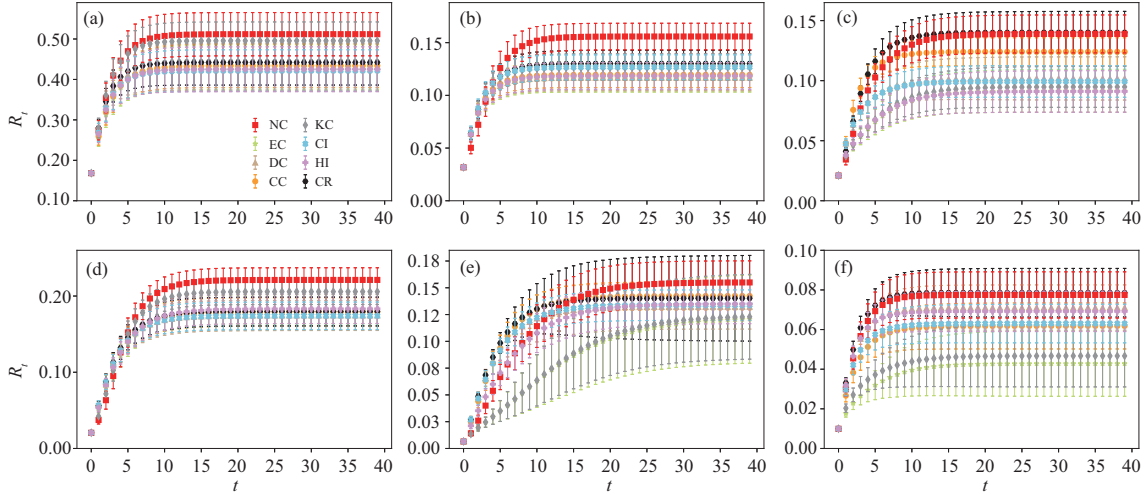 (a) (b) (c)
0.50 0.15 0.15
0.40 0.10 0.10
0.30 0.05 0.05
0.20 0.00 0.00
0.10
R_t
NC KC
EC CI
DC HI
CC CR
0 5 10 15 20 25 30 35 40 0 5 10 15 20 25 30 35 40 0 5 10 15 20 25 30 35 40
(d) (e) (f)
0.20 0.18 0.10
0.10 0.15 0.08
0.00 0.12 0.06
0.10 0.04
0.07 0.02
0.05 0.00
0.03
0.00
R_t
0 5 10 15 20 25 30 35 40 0 5 10 15 20 25 30 35 40 0 5 10 15 20 25 30 35 40
t t t